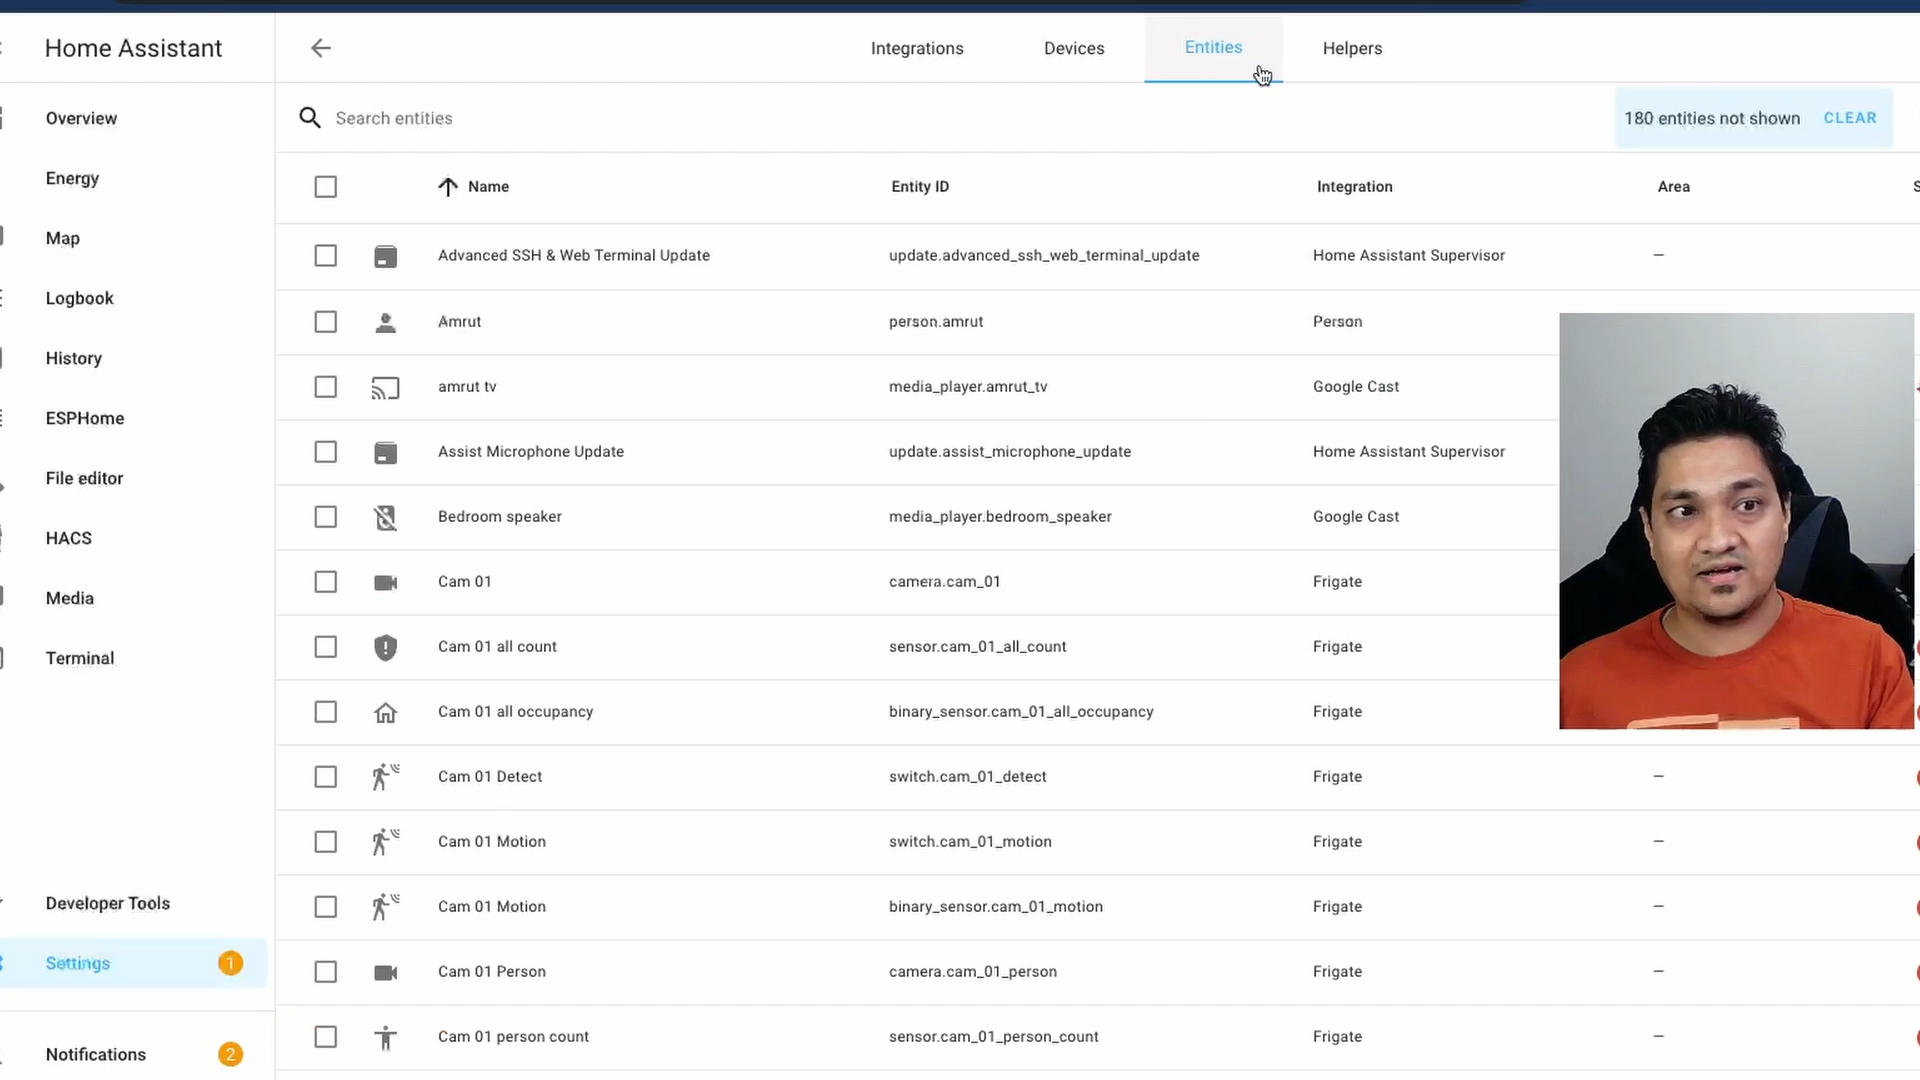 Home Assistant
Integrations Devices Entities Helpers
Search entities
180 entities not shown CLEAR
Overview
Energy
Map
Logbook
History
ESPHome
File editor
HACS
Media
Terminal
Developer Tools
Settings 1
Notifications 2
Name Entity ID Integration Area S
Advanced SSH & Web Terminal Update update.advanced_ssh_web_terminal_update Home Assistant Supervisor —
Amrut person.amrut Person
amrut tv media_player.amrut_tv Google Cast
Assist Microphone Update update.assist_microphone_update Home Assistant Supervisor
Bedroom speaker media_player.bedroom_speaker Google Cast
Cam 01 camera.cam_01 Frigate
Cam 01 all count sensor.cam_01_all_count Frigate
Cam 01 all occupancy binary_sensor.cam_01_all_occupancy Frigate
Cam 01 Detect switch.cam_01_detect Frigate —
Cam 01 Motion switch.cam_01_motion Frigate —
Cam 01 Motion binary_sensor.cam_01_motion Frigate —
Cam 01 Person camera.cam_01_person Frigate —
Cam 01 person count sensor.cam_01_person_count Frigate —